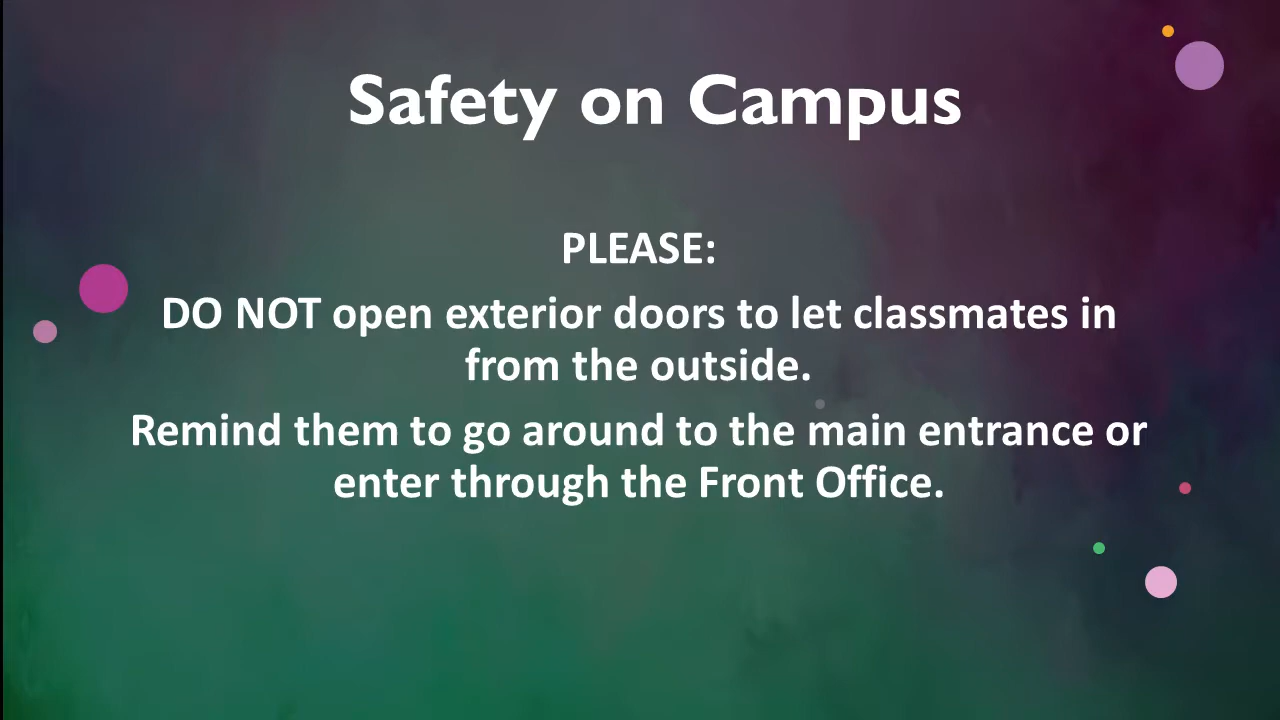 Safety on Campus
PLEASE:
DO NOT open exterior doors to let classmates in
from the outside.
Remind them to go around to the main entrance or
enter through the Front Office.